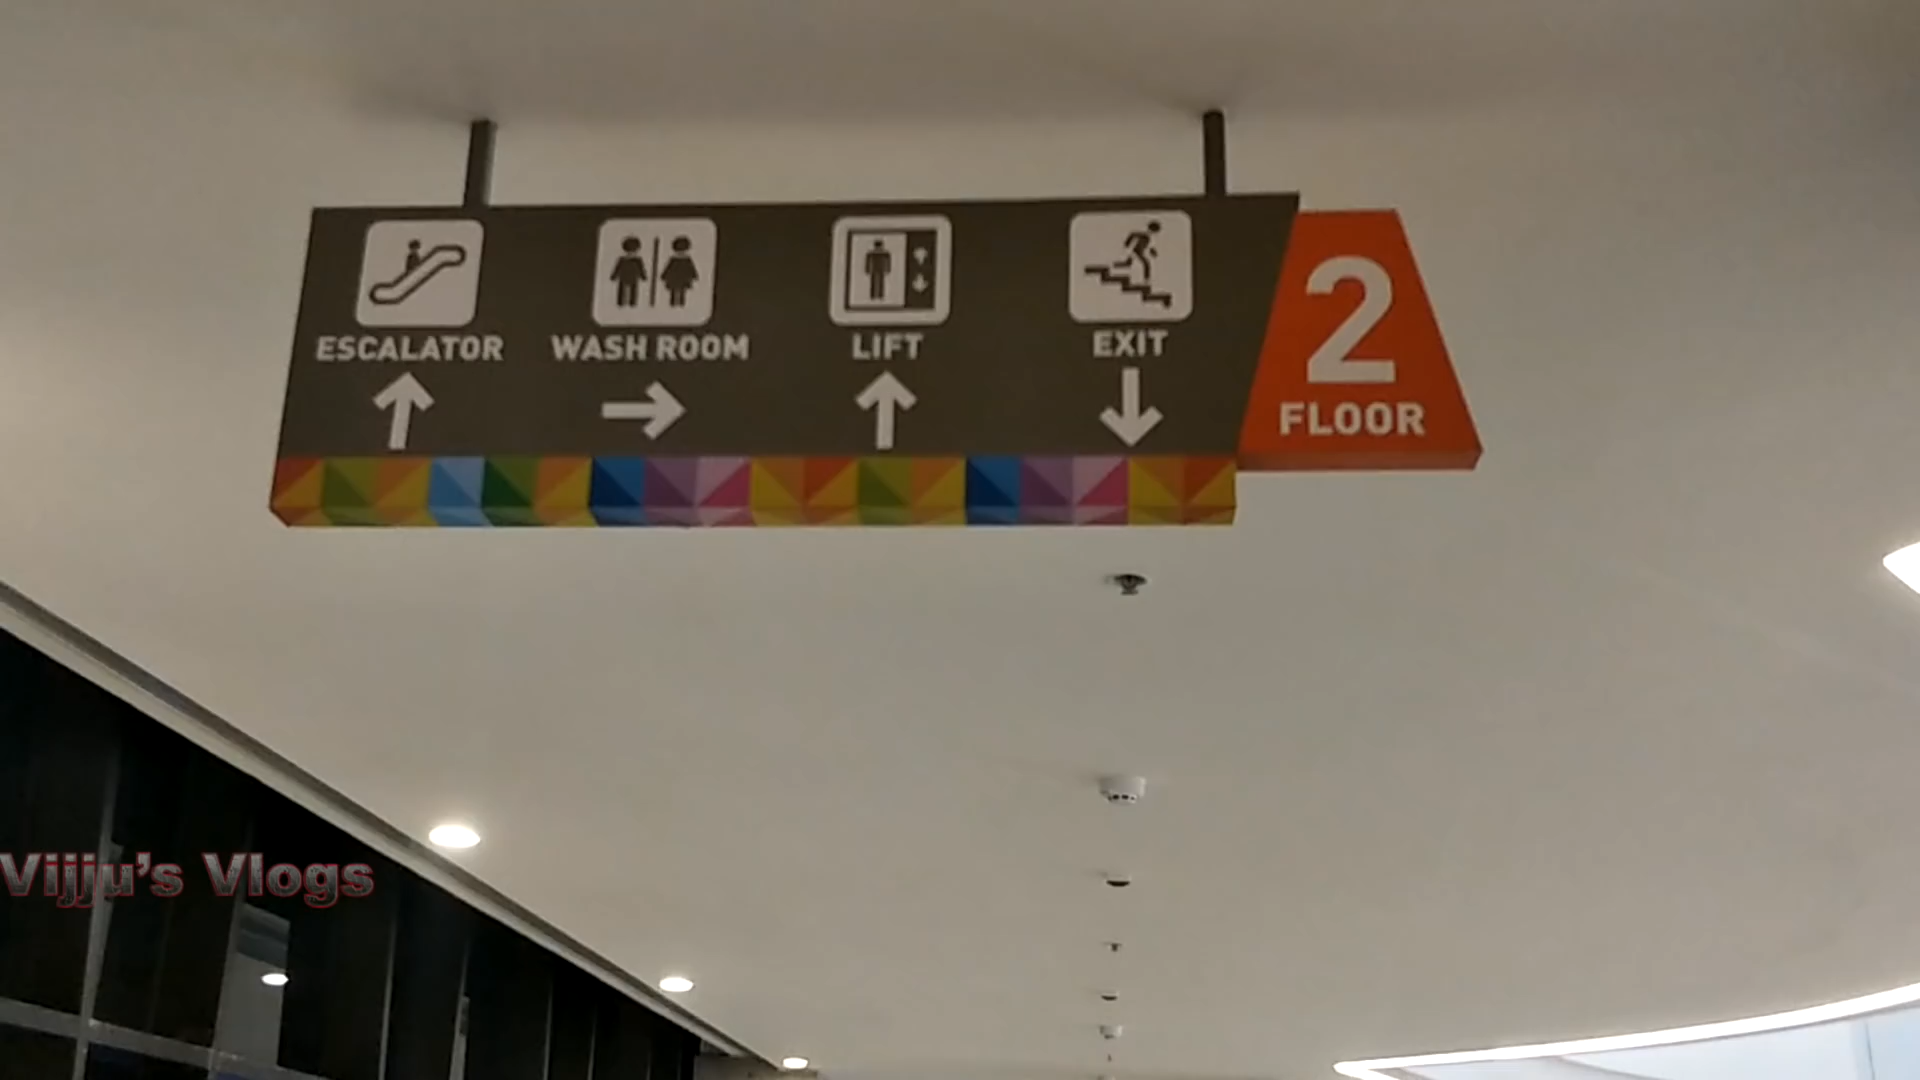 ESCALATOR
WASH ROOM
LIFT
EXIT
2
FLOOR
Vijju's Vlogs